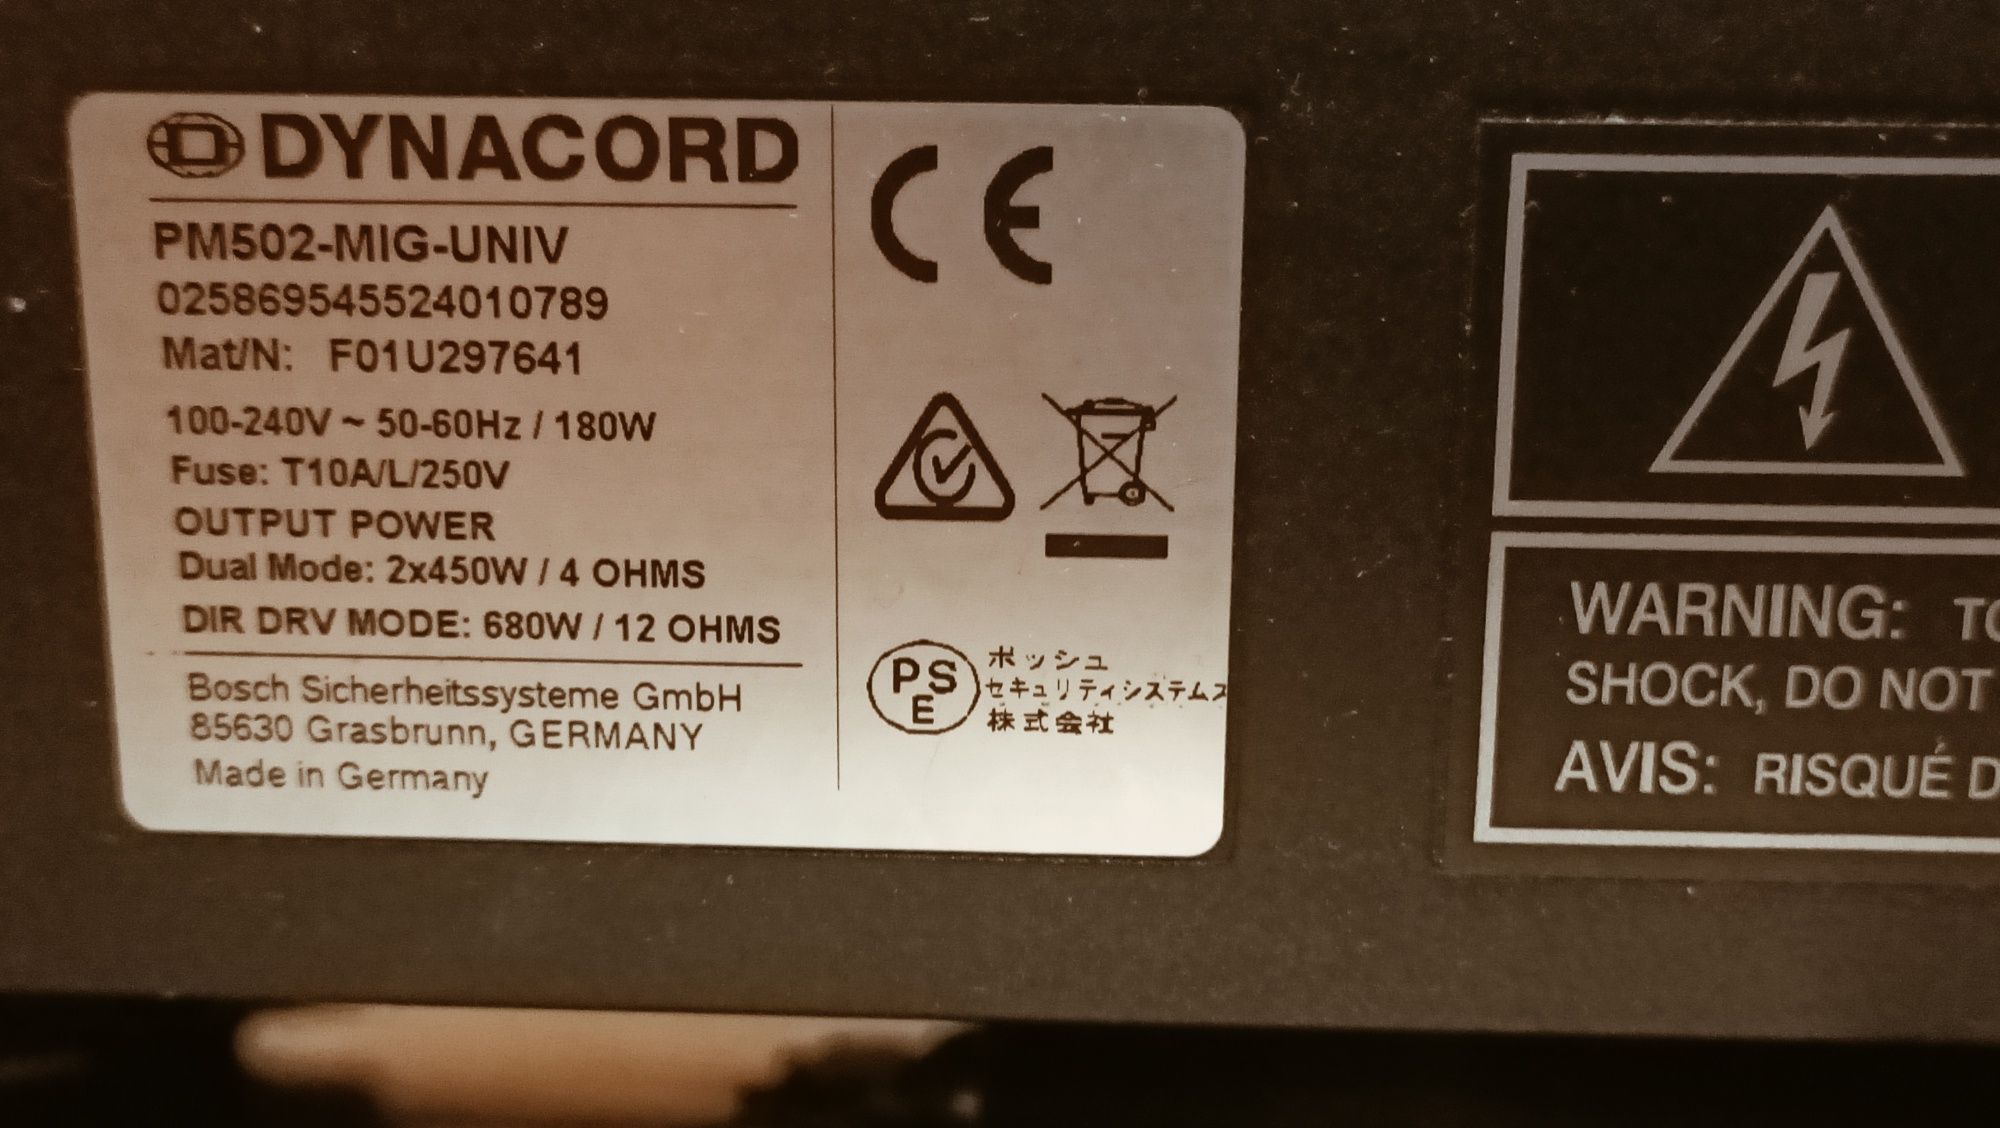 DYNACORD
PM502-MIG-UNIV
025869545524010789
Mat/N: F01U297641
100-240V ~ 50-60Hz / 180W
Fuse: T10A/L/250V
OUTPUT POWER
Dual Mode: 2x450W / 4 OHMS
DIR DRV MODE: 680W / 12 OHMS
Bosch Sicherheitssysteme GmbH
85630 Grasbrunn, GERMANY
Made in Germany
CE
PSE
ボッシュ
セキュリティシステムズ
株式会社
WARNING: TO
SHOCK, DO NOT
AVIS: RISQUÉ D